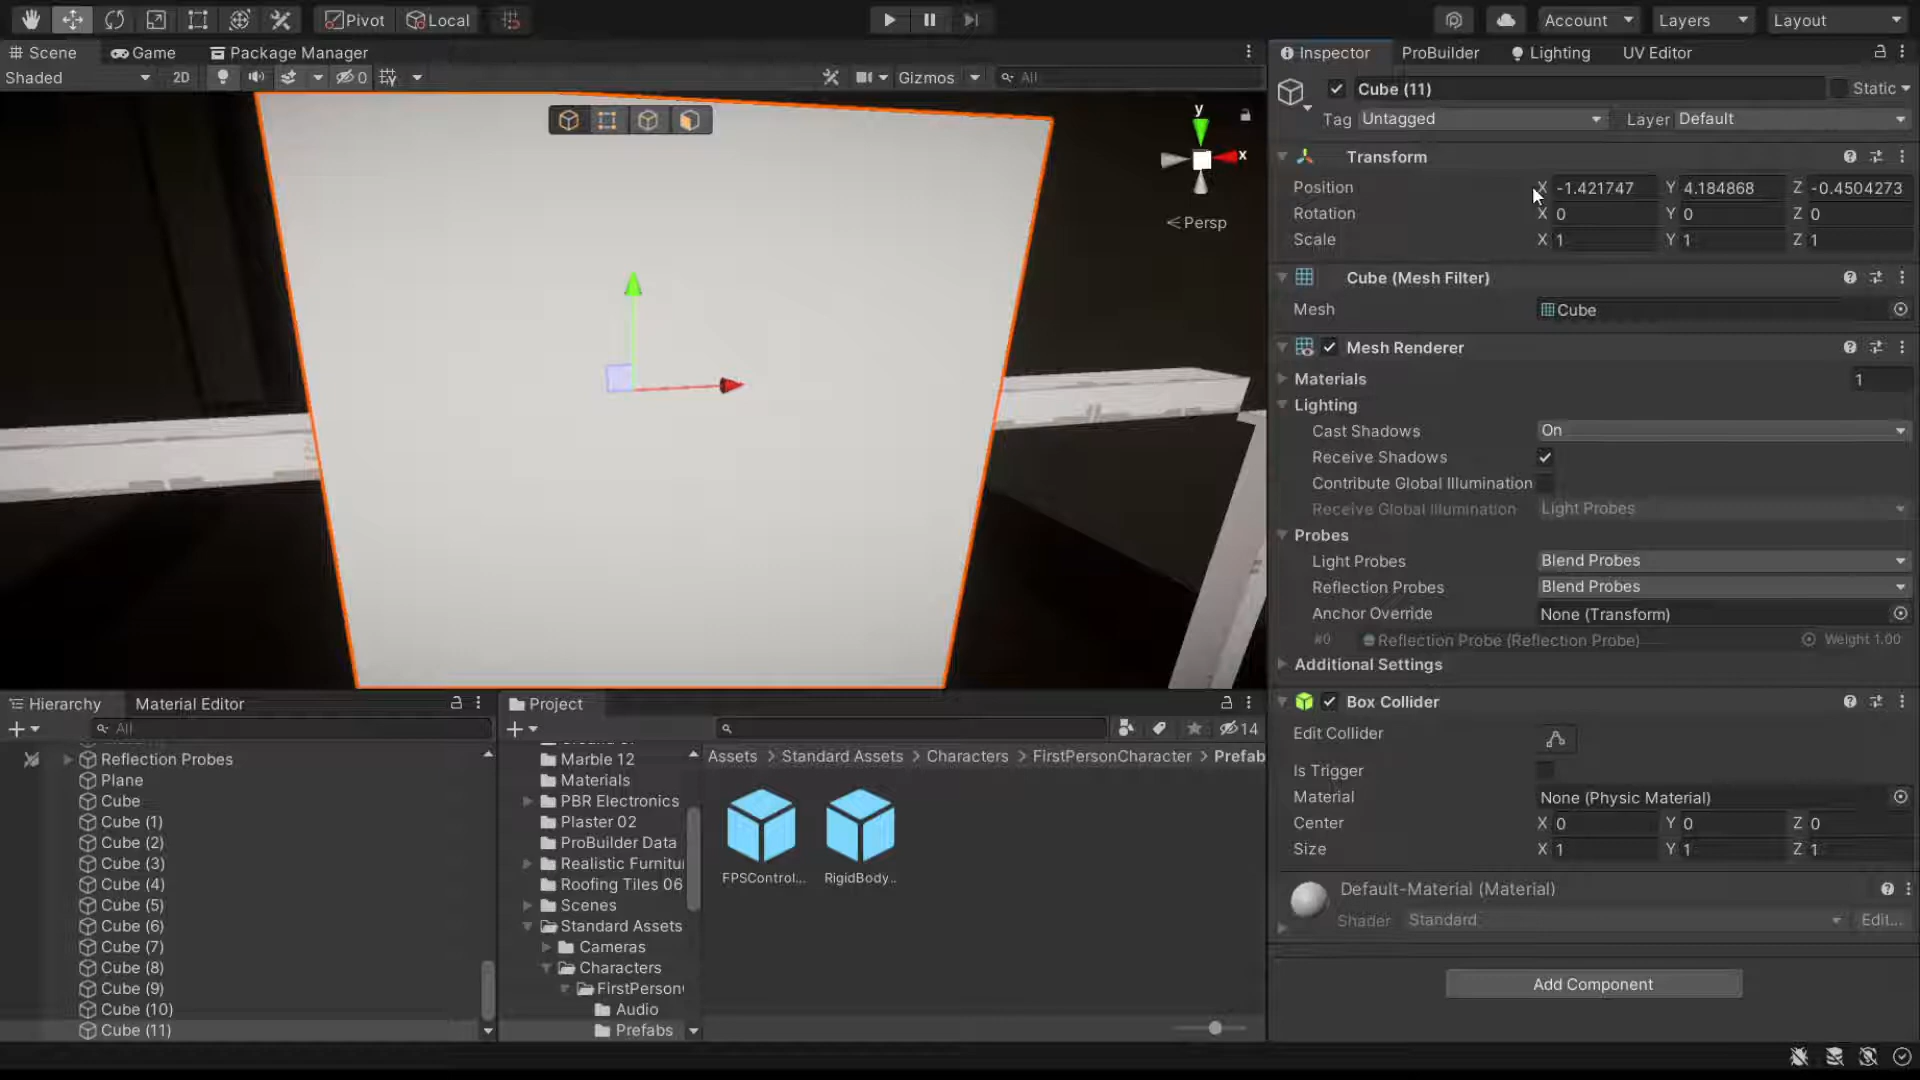 Pivot Local Account Layers Layout
Scene Game Package Manager Inspector ProBuilder Lighting UV Editor
Shaded 2D 0 Gizmos All
Cube (11) Static
Tag Untagged Layer Default
y
x
Persp
Transform
Position X -1.421747 Y 4.184868 Z -0.4504273
Rotation X 0 Y 0 Z 0
Scale X 1 Y 1 Z 1
Cube (Mesh Filter)
Mesh Cube
Mesh Renderer
Materials 1
Lighting
Cast Shadows On
Receive Shadows
Contribute Global Illumination
Receive Global Illumination Light Probes
Probes
Light Probes Blend Probes
Reflection Probes Blend Probes
Anchor Override None (Transform)
#0 Reflection Probe (Reflection Probe) Weight 1.00
Additional Settings
Box Collider
Edit Collider
Is Trigger
Material None (Physic Material)
Center X 0 Y 0 Z 0
Size X 1 Y 1 Z 1
Default-Material (Material)
Shader Standard Edit...
Add Component
Hierarchy Material Editor
All
Reflection Probes
Plane
Cube
Cube (1)
Cube (2)
Cube (3)
Cube (4)
Cube (5)
Cube (6)
Cube (7)
Cube (8)
Cube (9)
Cube (10)
Cube (11)
Project
14
Marble 12
Materials
PBR Electronics
Plaster 02
ProBuilder Data
Realistic Furnitu
Roofing Tiles 06
Scenes
Standard Assets
Cameras
Characters
FirstPerson
Audio
Prefabs
Assets > Standard Assets > Characters > FirstPersonCharacter > Prefab
FPSControl... RigidBody..